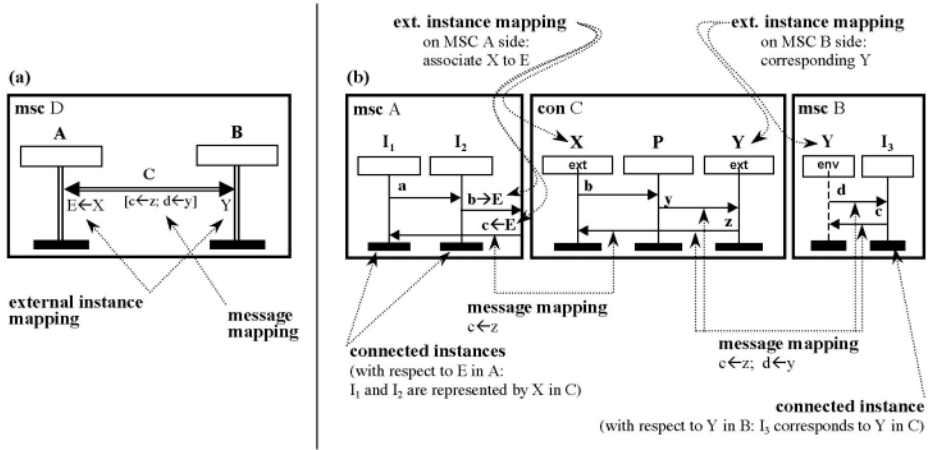 (a)
msc D
A
B
C
E←X
[c←z; d←y]
Y
external instance
mapping
message
mapping
(b)
ext. instance mapping
on MSC A side:
associate X to E
ext. instance mapping
on MSC B side:
corresponding Y
msc A
I₁
I₂
a
b→E
c←E
con C
X
P
Y
ext
ext
b
y
z
msc B
Y
I₃
env
d
c
message mapping
c←z
connected instances
(with respect to E in A:
I₁ and I₂ are represented by X in C)
message mapping
c←z; d←y
connected instance
(with respect to Y in B: I₃ corresponds to Y in C)